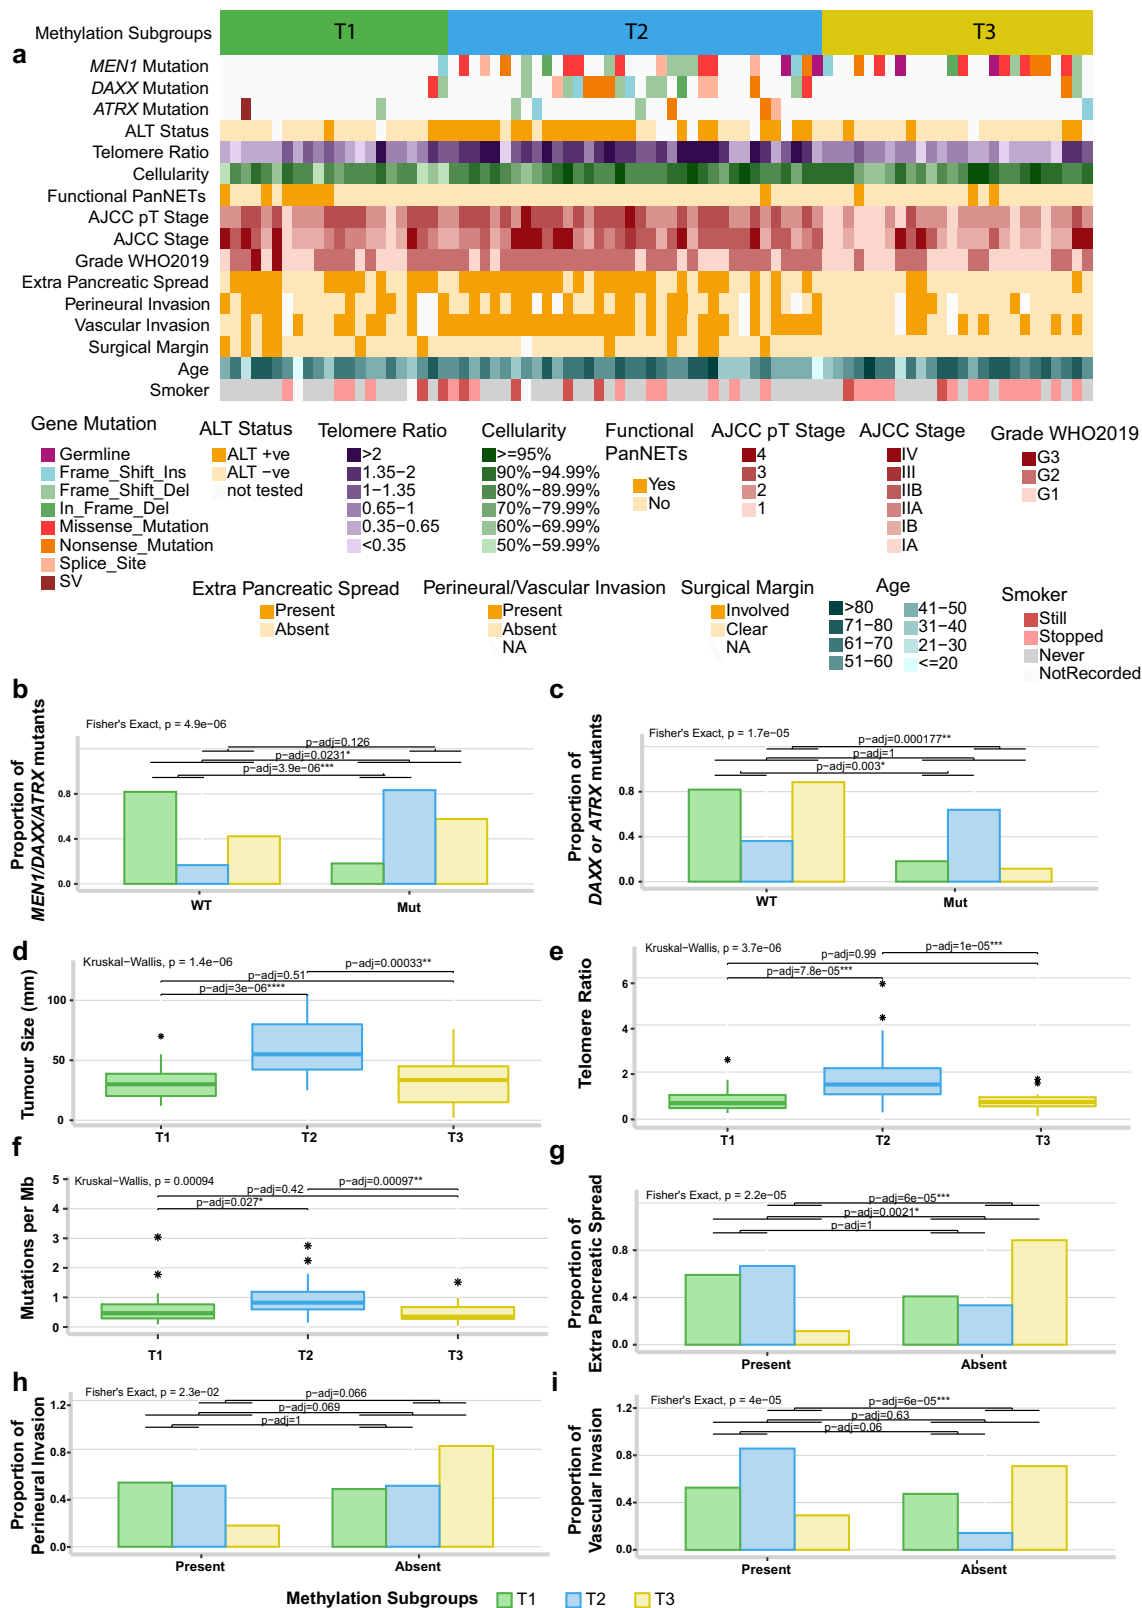 Methylation Subgroups T1 T2 T3
a
MEN1 Mutation
DAXX Mutation
ATRX Mutation
ALT Status
Telomere Ratio
Cellularity
Functional PanNETs
AJCC pT Stage
AJCC Stage
Grade WHO2019
Extra Pancreatic Spread
Perineural Invasion
Vascular Invasion
Surgical Margin
Age
Smoker
Gene Mutation
Germline
Frame_Shift_Ins
Frame_Shift_Del
In_Frame_Del
Missense_Mutation
Nonsense_Mutation
Splice_Site
SV
ALT Status
ALT +ve
ALT −ve
not tested
Telomere Ratio
>2
1.35−2
1−1.35
0.65−1
0.35−0.65
<0.35
Cellularity
>=95%
90%−94.99%
80%−89.99%
70%−79.99%
60%−69.99%
50%−59.99%
Functional
PanNETs
Yes
No
AJCC pT Stage
4
3
2
1
AJCC Stage
IV
III
IIB
IIA
IB
IA
Grade WHO2019
G3
G2
G1
Extra Pancreatic Spread
Present
Absent
Perineural/Vascular Invasion
Present
Absent
NA
Surgical Margin
Involved
Clear
NA
Age
>80
71−80
61−70
51−60
41−50
31−40
21−30
<=20
Smoker
Still
Stopped
Never
NotRecorded
b
Fisher's Exact, p = 4.9e−06
p−adj=0.126
p−adj=0.0231*
p−adj=3.9e−06***
Proportion of
MEN1/DAXX/ATRX mutants
0.8
0.4
0.0
WT Mut
c
Fisher's Exact, p = 1.7e−05
p−adj=0.000177**
p−adj=1
p−adj=0.003*
Proportion of
DAXX or ATRX mutants
0.8
0.4
0.0
WT Mut
d
Kruskal−Wallis, p = 1.4e−06
p−adj=0.00033**
p−adj=0.51
p−adj=3e−06****
Tumour Size (mm)
100
50
0
T1 T2 T3
e
Kruskal−Wallis, p = 3.7e−06
p−adj=1e−05***
p−adj=0.99
p−adj=7.8e−05***
Telomere Ratio
6
4
2
0
T1 T2 T3
f
Kruskal−Wallis, p = 0.00094
p−adj=0.00097**
p−adj=0.42
p−adj=0.027*
Mutations per Mb
5
4
3
2
1
0
T1 T2 T3
g
Fisher's Exact, p = 2.2e−05
p−adj=6e−05***
p−adj=0.0021*
p−adj=1
Proportion of
Extra Pancreatic Spread
0.8
0.4
0.0
Present Absent
h
Fisher's Exact, p = 2.3e−02
p−adj=0.066
p−adj=0.069
p−adj=1
Proportion of
Perineural Invasion
1.2
0.8
0.4
0.0
Present Absent
i
Fisher's Exact, p = 4e−05
p−adj=6e−05***
p−adj=0.63
p−adj=0.06
Proportion of
Vascular Invasion
1.2
0.8
0.4
0.0
Present Absent
Methylation Subgroups T1 T2 T3